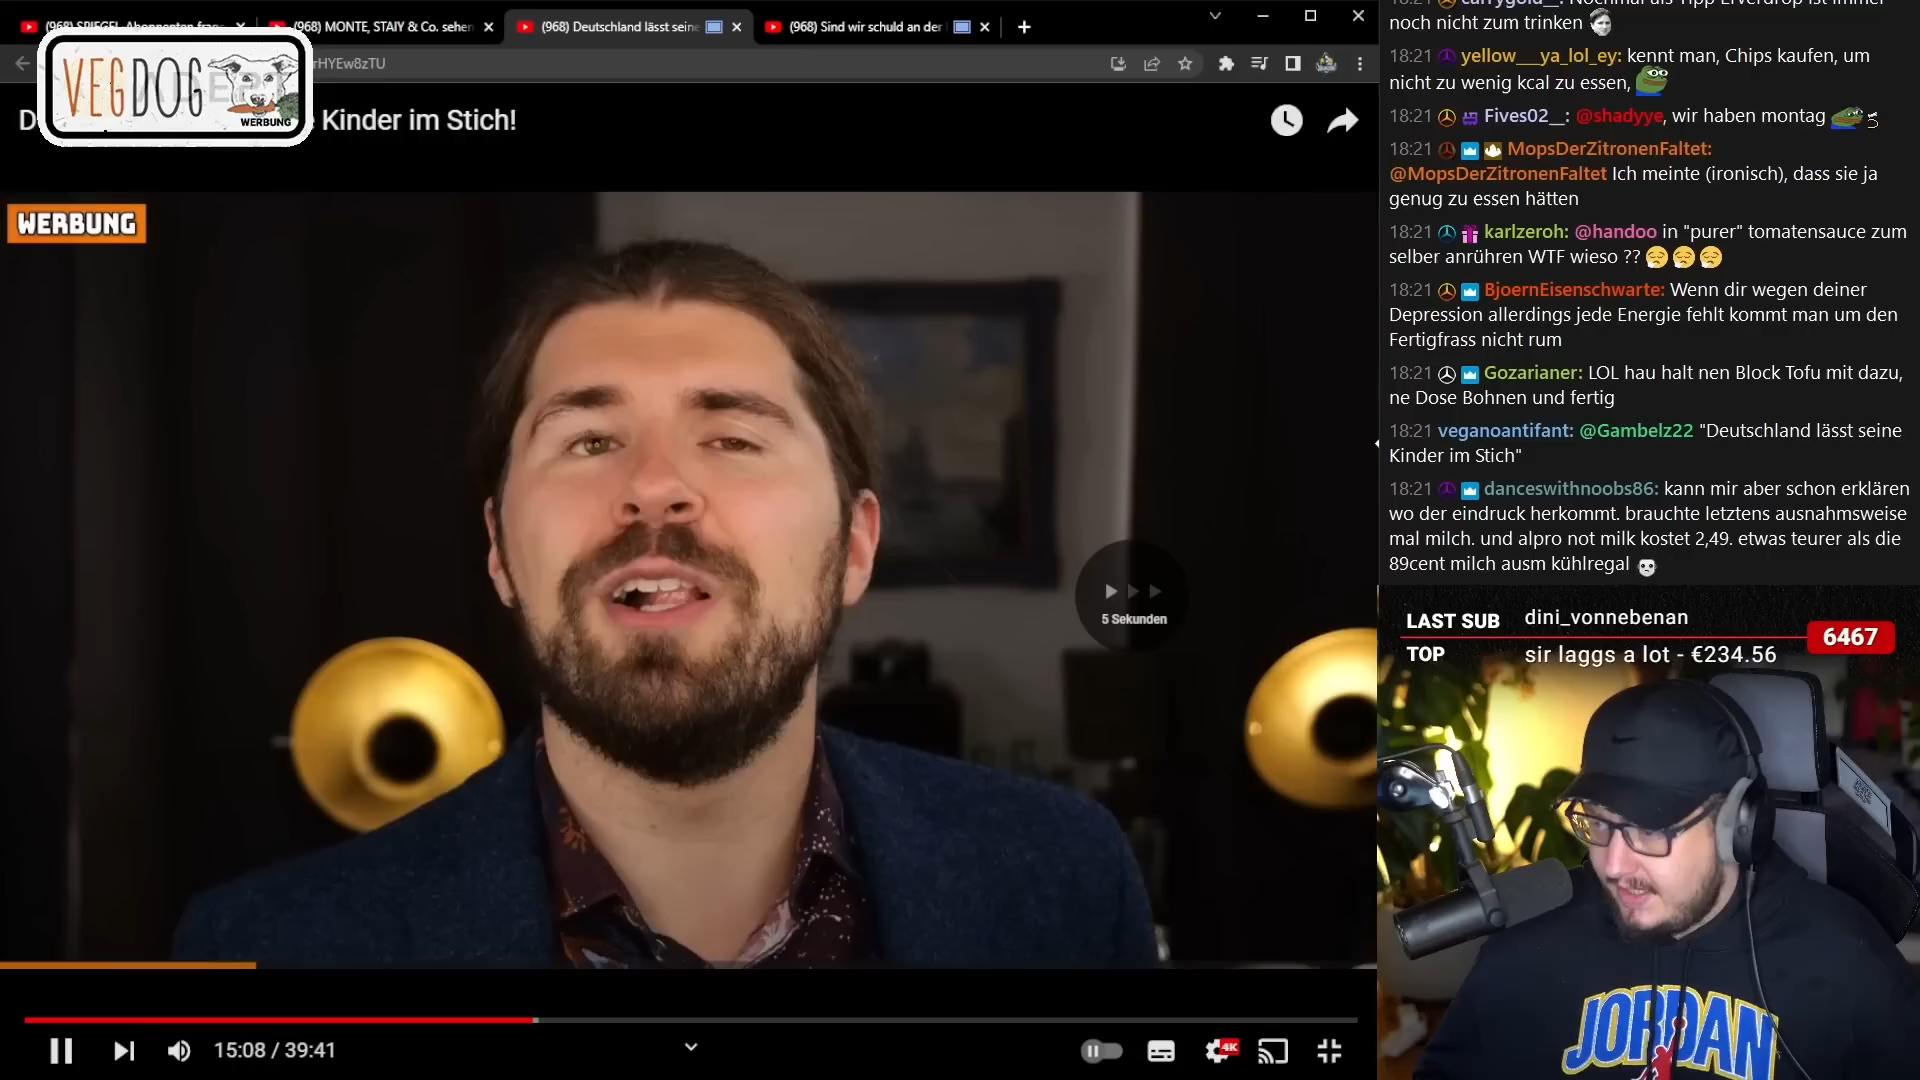 (968) SPIEGEL-Abonnenten frage
(968) MONTE, STAIY & Co. sehen
(968) Deutschland lässt seine
(968) Sind wir schuld an der
rHYEw8zTU
VEGDOG
WERBUNG
D
Kinder im Stich!
WERBUNG
5 Sekunden
15:08 / 39:41
4K
noch nicht zum trinken
18:21 yellow___ya_lol_ey: kennt man, Chips kaufen, um
nicht zu wenig kcal zu essen,
18:21 Fives02__: @shadyye, wir haben montag
18:21 MopsDerZitronenFaltet:
@MopsDerZitronenFaltet Ich meinte (ironisch), dass sie ja
genug zu essen hätten
18:21 karlzeroh: @handoo in "purer" tomatensauce zum
selber anrühren WTF wieso ??
18:21 BjoernEisenschwarte: Wenn dir wegen deiner
Depression allerdings jede Energie fehlt kommt man um den
Fertigfrass nicht rum
18:21 Gozarianer: LOL hau halt nen Block Tofu mit dazu,
ne Dose Bohnen und fertig
18:21 veganoantifant: @Gambelz22 "Deutschland lässt seine
Kinder im Stich"
18:21 danceswithnoobs86: kann mir aber schon erklären
wo der eindruck herkommt. brauchte letztens ausnahmsweise
mal milch. und alpro not milk kostet 2,49. etwas teurer als die
89cent milch ausm kühlregal
LAST SUB dini_vonnebenan
6467
TOP sir laggs a lot - €234.56
JORDAN